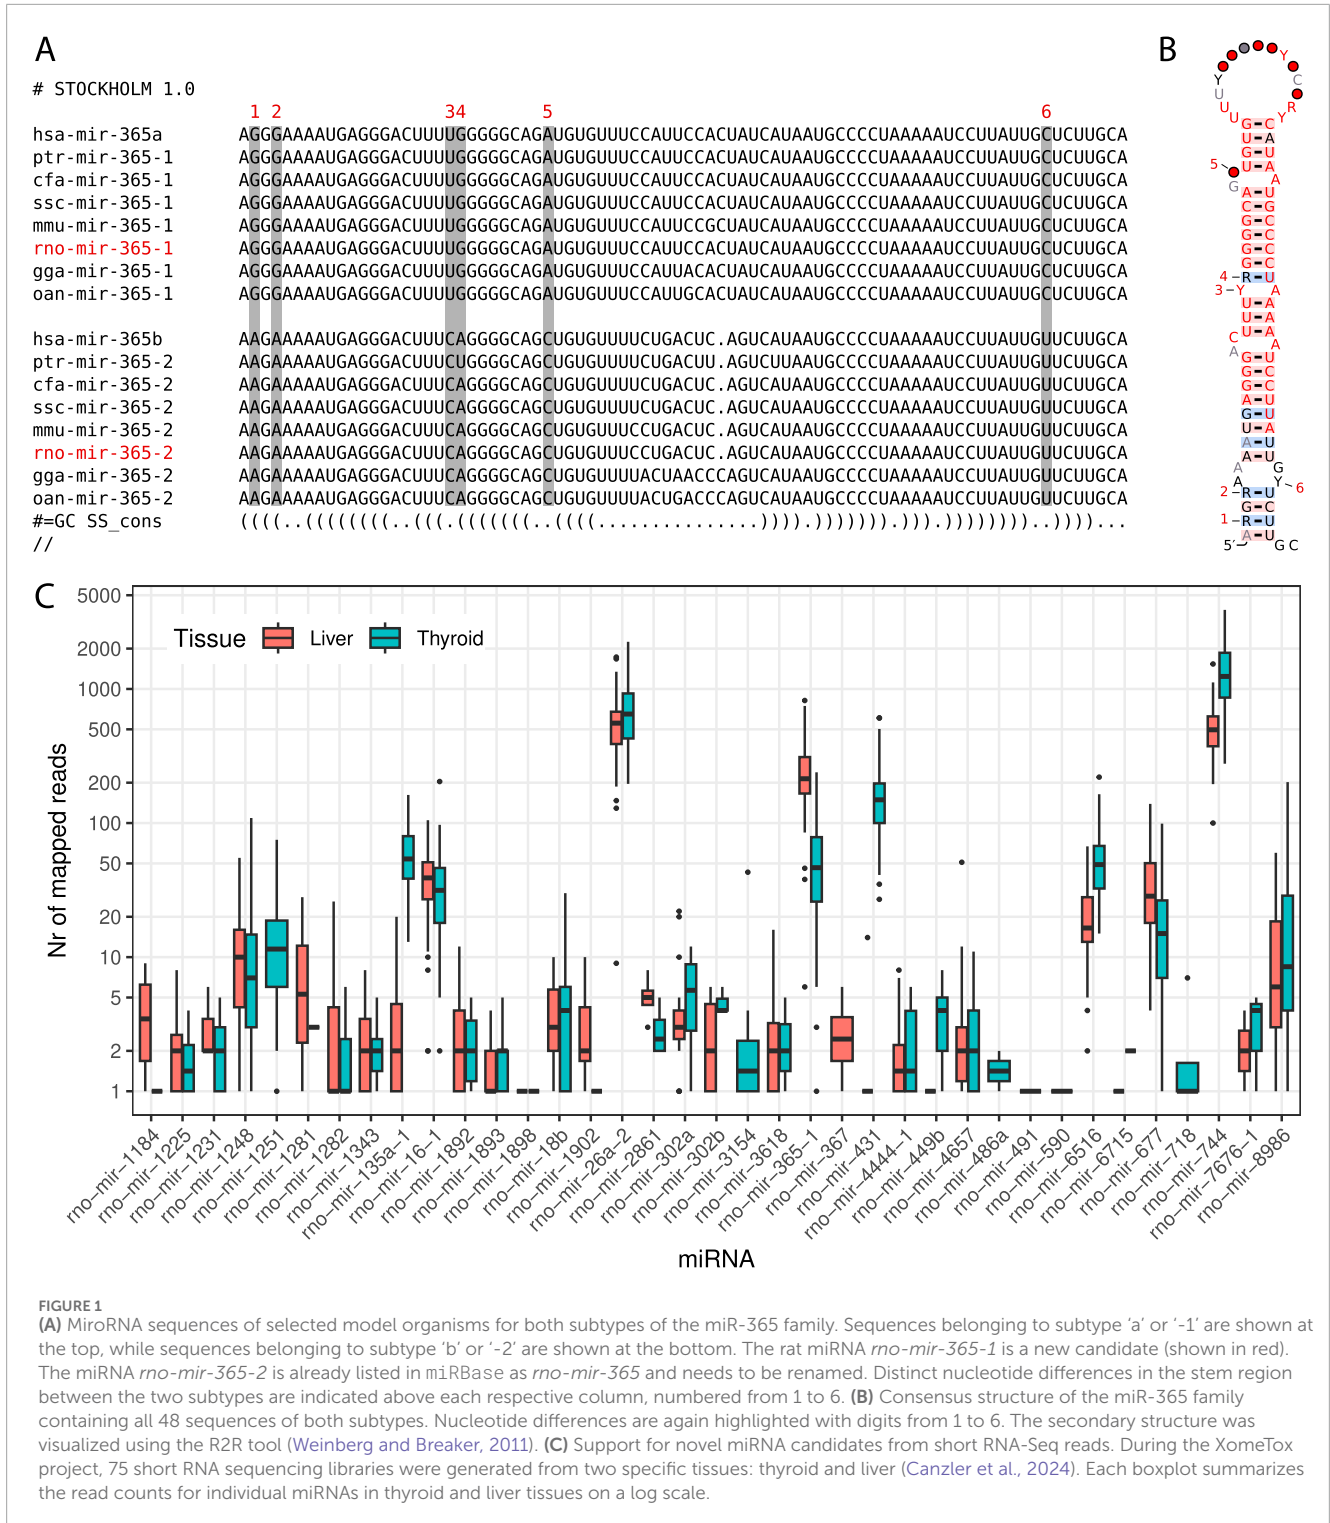 A
B
# STOCKHOLM 1.0
1 2 34 5 6
hsa-mir-365a AGGGAAAAUGAGGGACUUUUGGGGGCAGAUGUGUUUCCAUUCCACUAUCAUAAUGCCCCUAAAAAUCCUUAUUGCUCUUGCA
ptr-mir-365-1 AGGGAAAAUGAGGGACUUUUGGGGGCAGAUGUGUUUCCAUUCCACUAUCAUAAUGCCCCUAAAAAUCCUUAUUGCUCUUGCA
cfa-mir-365-1 AGGGAAAAUGAGGGACUUUUGGGGGCAGAUGUGUUUCCAUUCCACUAUCAUAAUGCCCCUAAAAAUCCUUAUUGCUCUUGCA
ssc-mir-365-1 AGGGAAAAUGAGGGACUUUUGGGGGCAGAUGUGUUUCCAUUCCACUAUCAUAAUGCCCCUAAAAAUCCUUAUUGCUCUUGCA
mmu-mir-365-1 AGGGAAAAUGAGGGACUUUUGGGGGCAGAUGUGUUUCCAUUCCGCUAUCAUAAUGCCCCUAAAAAUCCUUAUUGCUCUUGCA
rno-mir-365-1 AGGGAAAAUGAGGGACUUUUGGGGGCAGAUGUGUUUCCAUUCCACUAUCAUAAUGCCCCUAAAAAUCCUUAUUGCUCUUGCA
gga-mir-365-1 AGGGAAAAUGAGGGACUUUUGGGGGCAGAUGUGUUUCCAUUACACUAUCAUAAUGCCCCUAAAAAUCCUUAUUGCUCUUGCA
oan-mir-365-1 AGGGAAAAUGAGGGACUUUUGGGGGCAGAUGUGUUUCCAUUGCACUAUCAUAAUGCCCCUAAAAAUCCUUAUUGCUCUUGCA
hsa-mir-365b AAGAAAAAUGAGGGACUUUCAGGGGCAGCUGUGUUUUCUGACUC.AGUCAUAAUGCCCCUAAAAAUCCUUAUUGUUCUUGCA
ptr-mir-365-2 AAGAAAAAUGAGGGACUUUCUGGGGCAGCUGUGUUUUCUGACUU.AGUCUUAAUGCCCCUAAAAAUCCUUAUUGUUCUUGCA
cfa-mir-365-2 AAGAAAAAUGAGGGACUUUCAGGGGCAGCUGUGUUUUCUGACUC.AGUCAUAAUGCCCCUAAAAAUCCUUAUUGUUCUUGCA
ssc-mir-365-2 AAGAAAAAUGAGGGACUUUCAGGGGCAGCUGUGUUUUCUGACUC.AGUCAUAAUGCCCCUAAAAAUCCUUAUUGUUCUUGCA
mmu-mir-365-2 AAGAAAAAUGAGGGACUUUCAGGGGCAGCUGUGUUUCCUGACUC.AGUCAUAAUGCCCCUAAAAAUCCUUAUUGUUCUUGCA
rno-mir-365-2 AAGAAAAAUGAGGGACUUUCAGGGGCAGCUGUGUUUCCUGACUC.AGUCAUAAUGCCCCUAAAAAUCCUUAUUGUUCUUGCA
gga-mir-365-2 AAGAAAAAUGAGGGACUUUCAGGGGCAGCUGUGUUUUACUAACCCAGUCAUAAUGCCCCUAAAAAUCCUUAUUGUUCUUGCA
oan-mir-365-2 AAGAAAAAUGAGGGACUUUCAGGGGCAGCUGUGUUUUACUGACCCAGUCAUAAUGCCCCUAAAAAUCCUUAUUGUUCUUGCA
#=GC SS_cons ((((..((((((((..(((.(((((((..((((...............)))).))))))).))).))))))))..))))...
//
Y
Y C
U
U R
U Y
G C
U A
G U
5 U A
G A
A U
C G
G C
G C
G C
G C
4 R U
3 Y A
U A
U A
U A
C A
A G U
G C
G C
A U
G U
U A
A U
A U
A G
A Y 6
2 R U
G C
1 R U
5′ A U
G C
C
5000
2000
1000
500
200
100
50
20
10
5
2
1
Tissue Liver Thyroid
Nr of mapped reads
rno−mir−1184
rno−mir−1225
rno−mir−1231
rno−mir−1248
rno−mir−1251
rno−mir−1281
rno−mir−1282
rno−mir−1343
rno−mir−135a−1
rno−mir−16−1
rno−mir−1892
rno−mir−1893
rno−mir−1898
rno−mir−18b
rno−mir−1902
rno−mir−26a−2
rno−mir−2861
rno−mir−302a
rno−mir−302b
rno−mir−3154
rno−mir−3618
rno−mir−365−1
rno−mir−367
rno−mir−431
rno−mir−4444−1
rno−mir−449b
rno−mir−4657
rno−mir−486a
rno−mir−491
rno−mir−590
rno−mir−6516
rno−mir−6715
rno−mir−677
rno−mir−718
rno−mir−744
rno−mir−7676−1
rno−mir−8986
miRNA
FIGURE 1
(A) MiroRNA sequences of selected model organisms for both subtypes of the miR-365 family. Sequences belonging to subtype ‘a’ or ‘-1’ are shown at
the top, while sequences belonging to subtype ‘b’ or ‘-2’ are shown at the bottom. The rat miRNA rno-mir-365-1 is a new candidate (shown in red).
The miRNA rno-mir-365-2 is already listed in miRBase as rno-mir-365 and needs to be renamed. Distinct nucleotide differences in the stem region
between the two subtypes are indicated above each respective column, numbered from 1 to 6. (B) Consensus structure of the miR-365 family
containing all 48 sequences of both subtypes. Nucleotide differences are again highlighted with digits from 1 to 6. The secondary structure was
visualized using the R2R tool (Weinberg and Breaker, 2011). (C) Support for novel miRNA candidates from short RNA-Seq reads. During the XomeTox
project, 75 short RNA sequencing libraries were generated from two specific tissues: thyroid and liver (Canzler et al., 2024). Each boxplot summarizes
the read counts for individual miRNAs in thyroid and liver tissues on a log scale.